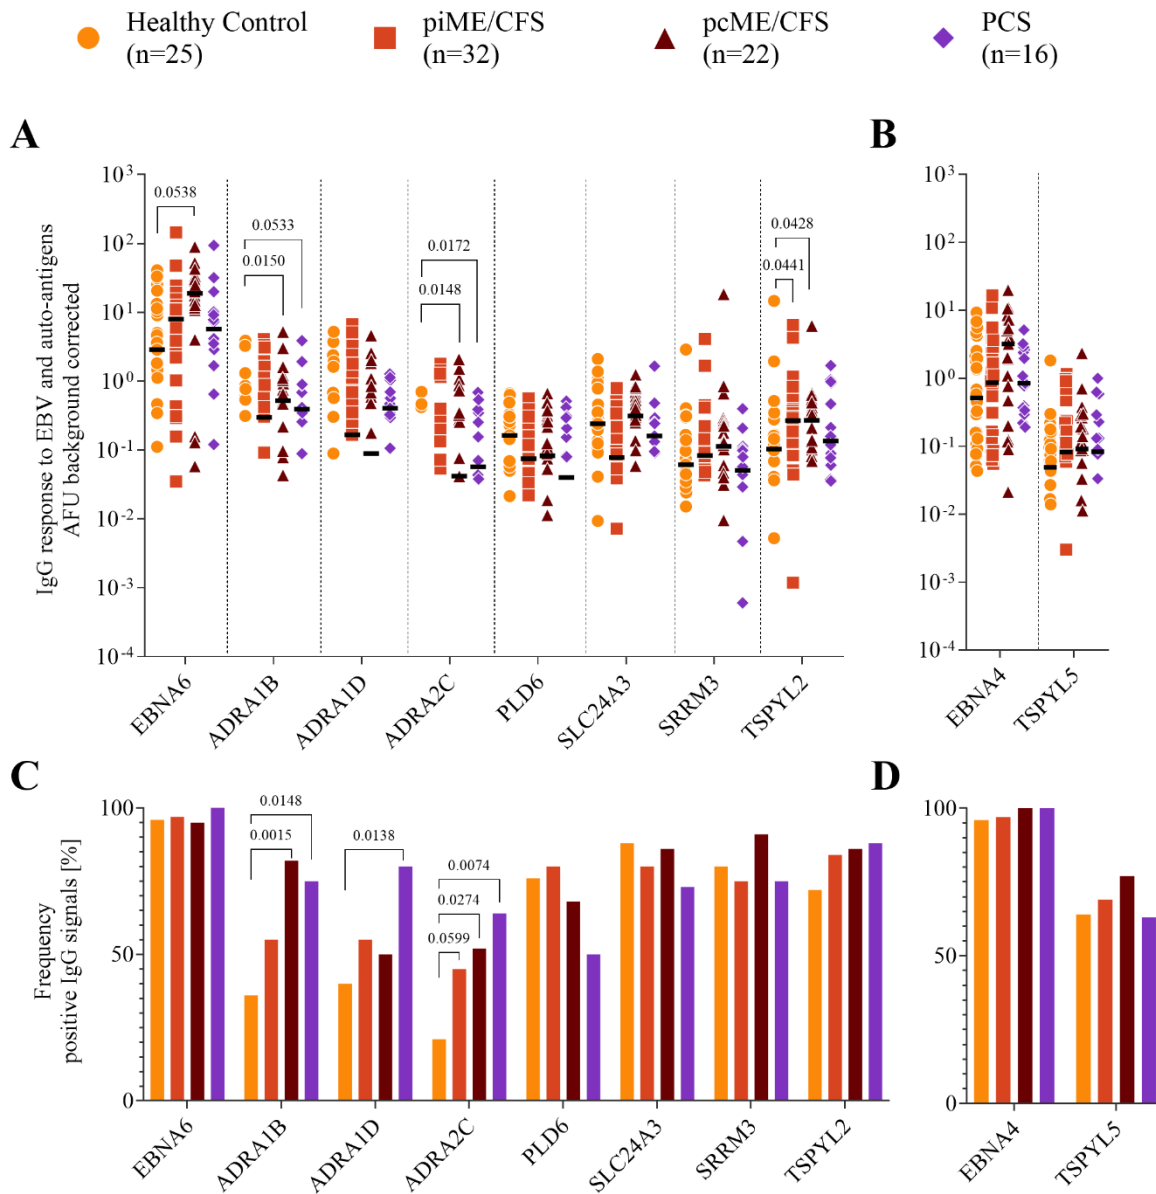 Healthy Control
(n=25)
piME/CFS
(n=32)
pcME/CFS
(n=22)
PCS
(n=16)
A
IgG response to EBV and auto-antigens
AFU background corrected
10³
10²
10¹
10⁰
10⁻¹
10⁻²
10⁻³
10⁻⁴
0.0538
0.0533
0.0150
0.0172
0.0148
0.0428
0.0441
EBNA6
ADRA1B
ADRA1D
ADRA2C
PLD6
SLC24A3
SRRM3
TSPYL2
B
10³
10²
10¹
10⁰
10⁻¹
10⁻²
10⁻³
10⁻⁴
EBNA4
TSPYL5
C
Frequency
positive IgG signals [%]
100
50
0
0.0148
0.0015
0.0138
0.0074
0.0274
0.0599
EBNA6
ADRA1B
ADRA1D
ADRA2C
PLD6
SLC24A3
SRRM3
TSPYL2
D
100
50
0
EBNA4
TSPYL5